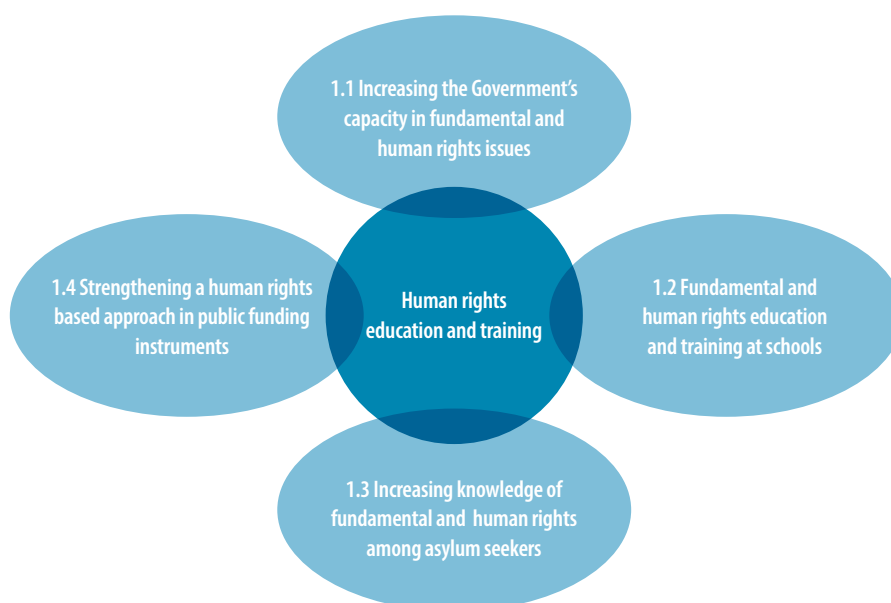 1.1 Increasing the Government's
capacity in fundamental and
human rights issues
1.4 Strengthening a human rights
based approach in public funding
instruments
Human rights
education and training
1.2 Fundamental and
human rights education
and training at schools
1.3 Increasing knowledge of
fundamental and human rights
among asylum seekers